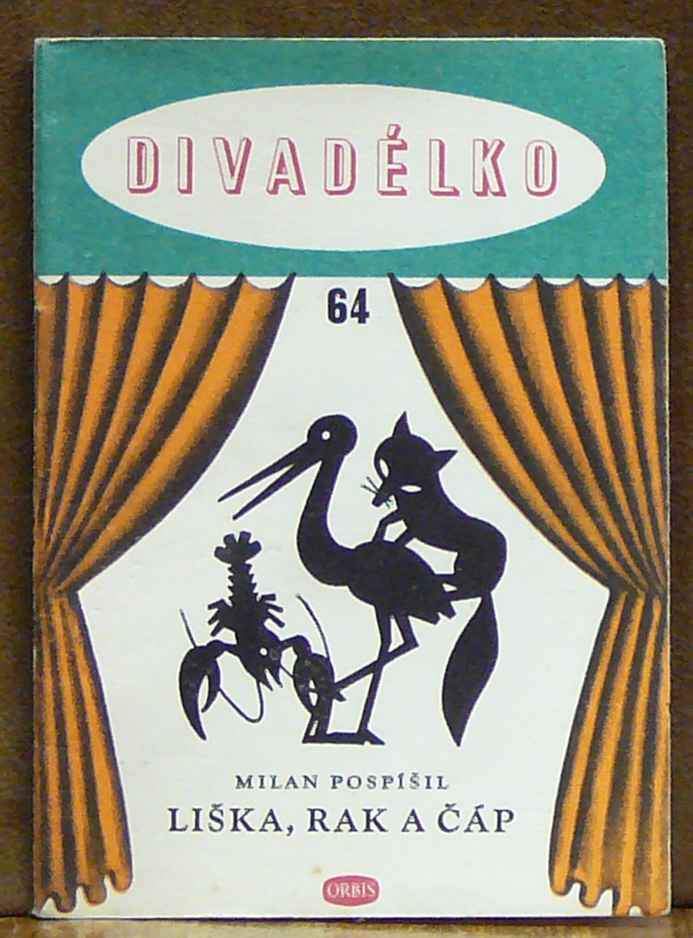 DIVADÉLKO
64
MILAN POSPÍŠIL
LIŠKA, RAK A ČÁP
ORBIS